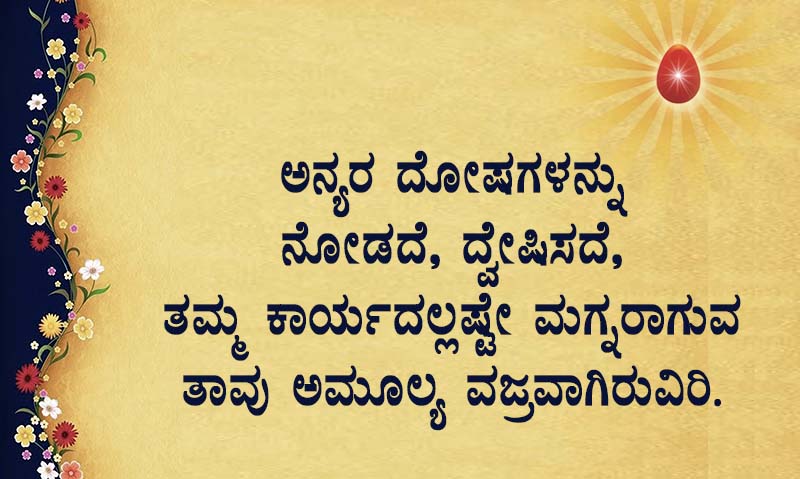 ಅನ್ಯರ ದೋಷಗಳನ್ನು
ನೋಡದೆ, ದ್ವೇಷಿಸದೆ,
ತಮ್ಮ ಕಾರ್ಯದಲ್ಲಷ್ಟೇ ಮಗ್ನರಾಗುವ
ತಾವು ಅಮೂಲ್ಯ ವಜ್ರವಾಗಿರುವಿರಿ.